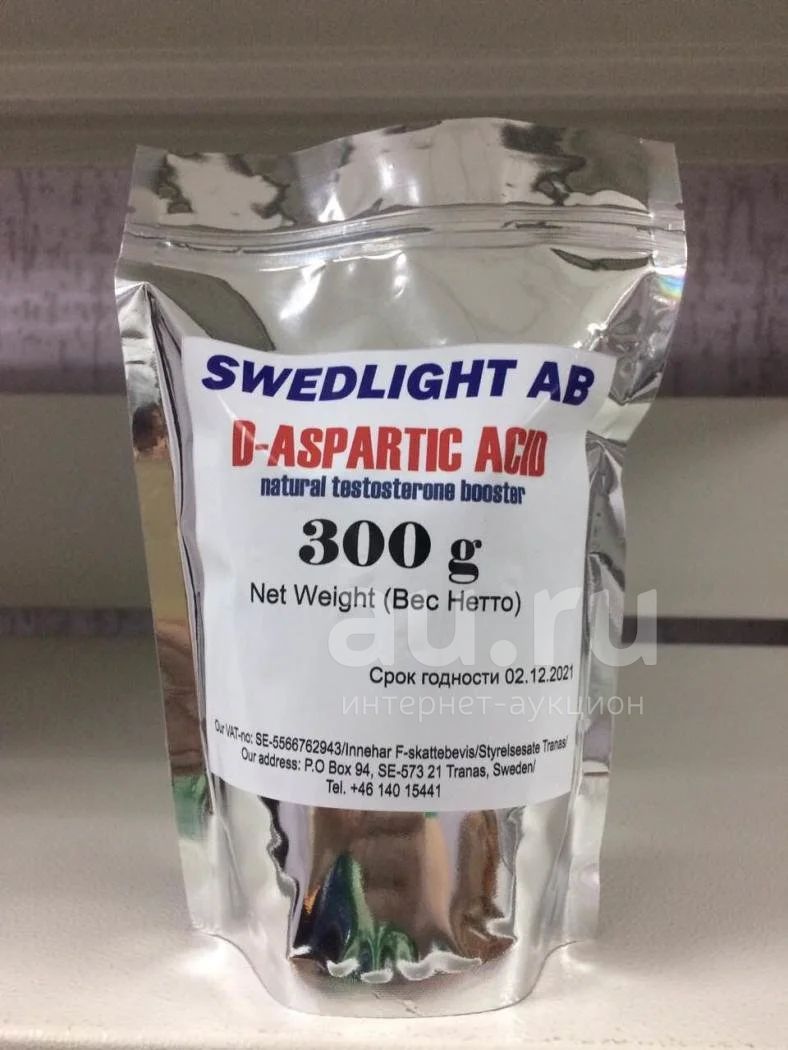 SWEDLIGHT AB
D-ASPARTIC ACID
natural testosterone booster
300 g
Net Weight (Вес Нетто)
au.ru
Срок годности 02.12.2021
интернет-аукцион
Our VAT-no: SE-5566762943/Innehar F-skattebevis/Styrelsesate Tranas/
Our address: P.O Box 94, SE-573 21 Tranas, Sweden/
Tel. +46 140 15441